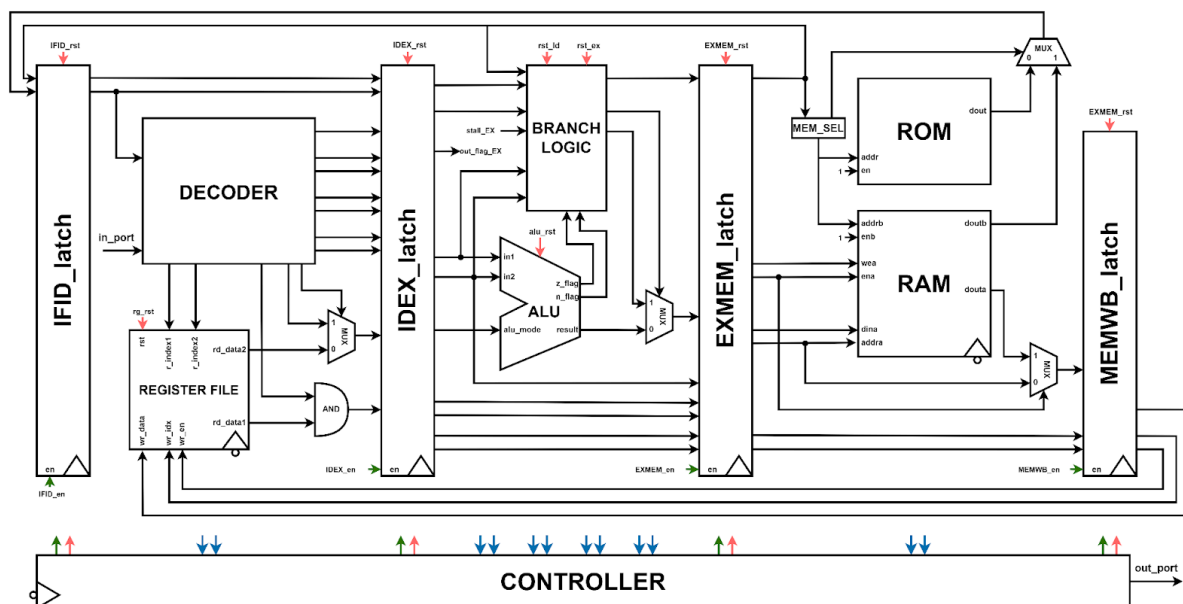 IFID_rst
IFID_latch
en
IFID_en
DECODER
in_port
rg_rst
rst
r_index1
r_index2
rd_data2
REGISTER FILE
rd_data1
wr_data
wr_idx
wr_en
1
MUX
0
AND
IDEX_rst
IDEX_latch
IDEX_en
en
rst_ld
rst_ex
BRANCH
LOGIC
stall_EX
out_flag_EX
alu_rst
in1
in2
z_flag
n_flag
ALU
alu_mode
result
1
MUX
0
EXMEM_rst
EXMEM_latch
EXMEM_en
en
MEM_SEL
MUX
0
1
dout
ROM
addr
1
en
addrb
doutb
1
enb
wea
ena
RAM
douta
dina
addra
1
MUX
0
EXMEM_rst
MEMWB_latch
MEMWB_en
en
CONTROLLER
out_port